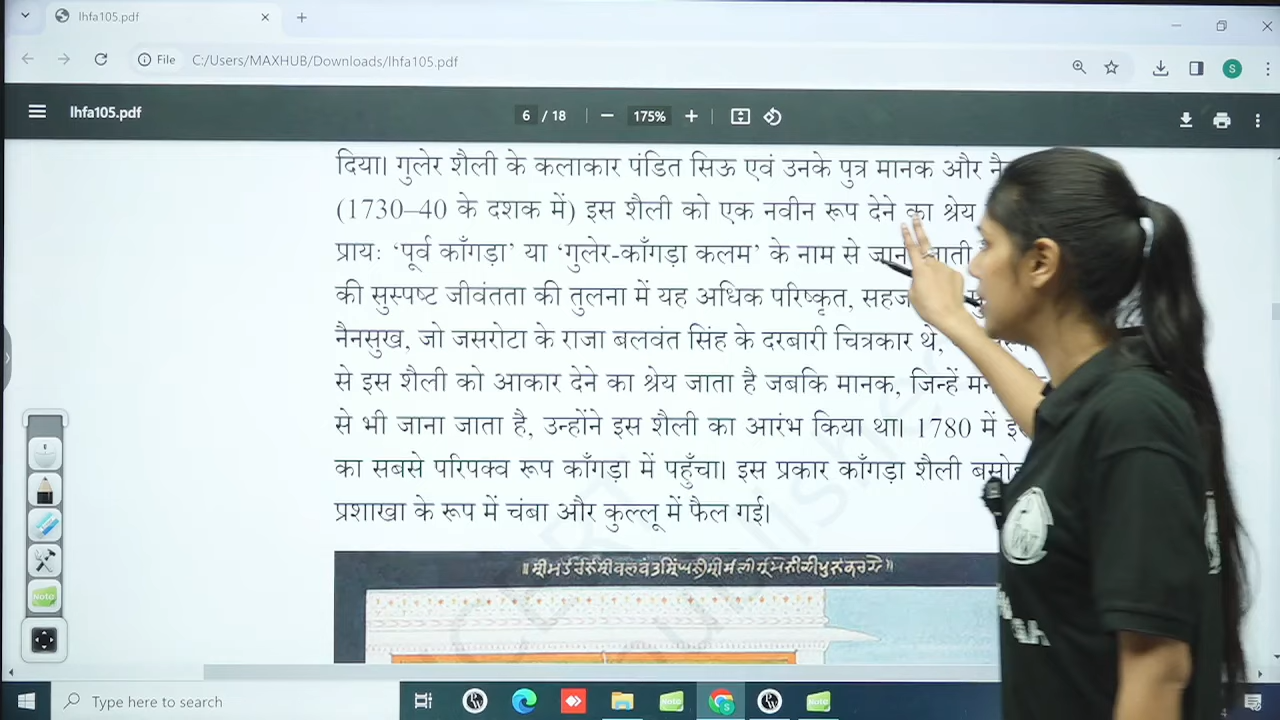 lhfa105.pdf
File C:/Users/MAXHUB/Downloads/lhfa105.pdf
S
lhfa105.pdf 6 / 18 175%
दिया। गुलेर शैली के कलाकार पंडित सिऊ एवं उनके पुत्र मानक और
(1730–40 के दशक में) इस शैली को एक नवीन रूप देने का श्रेय
प्रायः ‘पूर्व काँगड़ा’ या ‘गुलेर-काँगड़ा कलम’ के नाम से जानी जाती
की सुस्पष्ट जीवंतता की तुलना में यह अधिक परिष्कृत,
नैनसुख, जो जसरोटा के राजा बलवंत सिंह के दरबारी चित्रकार थे,
से इस शैली को आकार देने का श्रेय जाता है जबकि मानक, जिन्हें
से भी जाना जाता है, उन्होंने इस शैली का आरंभ किया था। 1780 में
का सबसे परिपक्व रूप काँगड़ा में पहुँचा। इस प्रकार काँगड़ा शैली
प्रशाखा के रूप में चंबा और कुल्लू में फैल गई।
Note
Type here to search
Note
Note